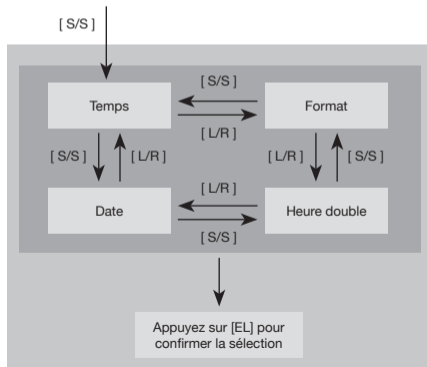 [ S/S ]
[ S/S ]
Temps
Format
[ L/R ]
[ S/S ]
[ L/R ]
[ L/R ]
[ S/S ]
[ L/R ]
Date
Heure double
[ S/S ]
Appuyez sur [EL] pour
confirmer la sélection